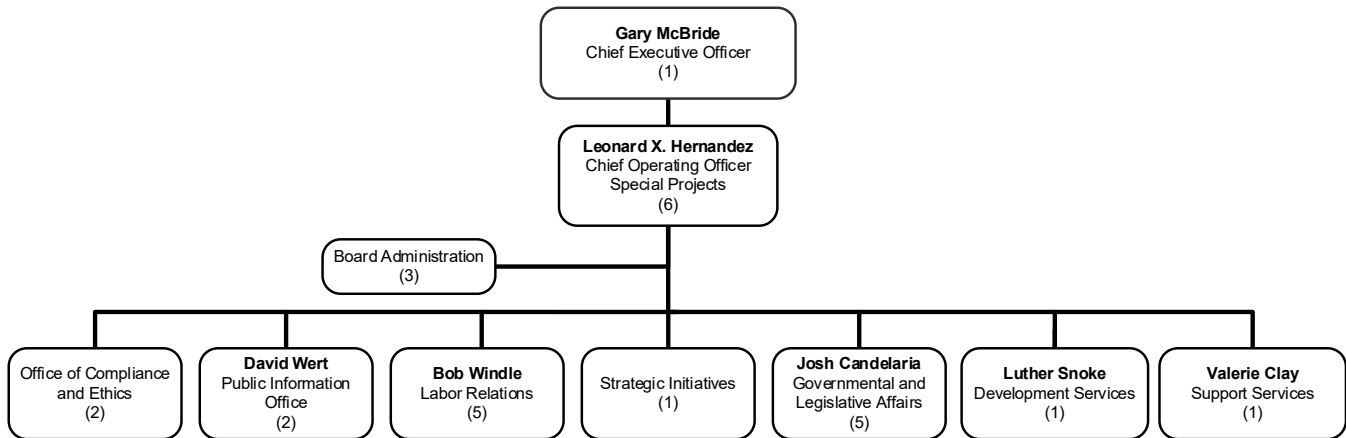 Gary McBride
Chief Executive Officer
(1)
Leonard X. Hernandez
Chief Operating Officer
Special Projects
(6)
Board Administration
(3)
Office of Compliance
and Ethics
(2)
David Wert
Public Information
Office
(2)
Bob Windle
Labor Relations
(5)
Strategic Initiatives
(1)
Josh Candelaria
Governmental and
Legislative Affairs
(5)
Luther Snoke
Development Services
(1)
Valerie Clay
Support Services
(1)